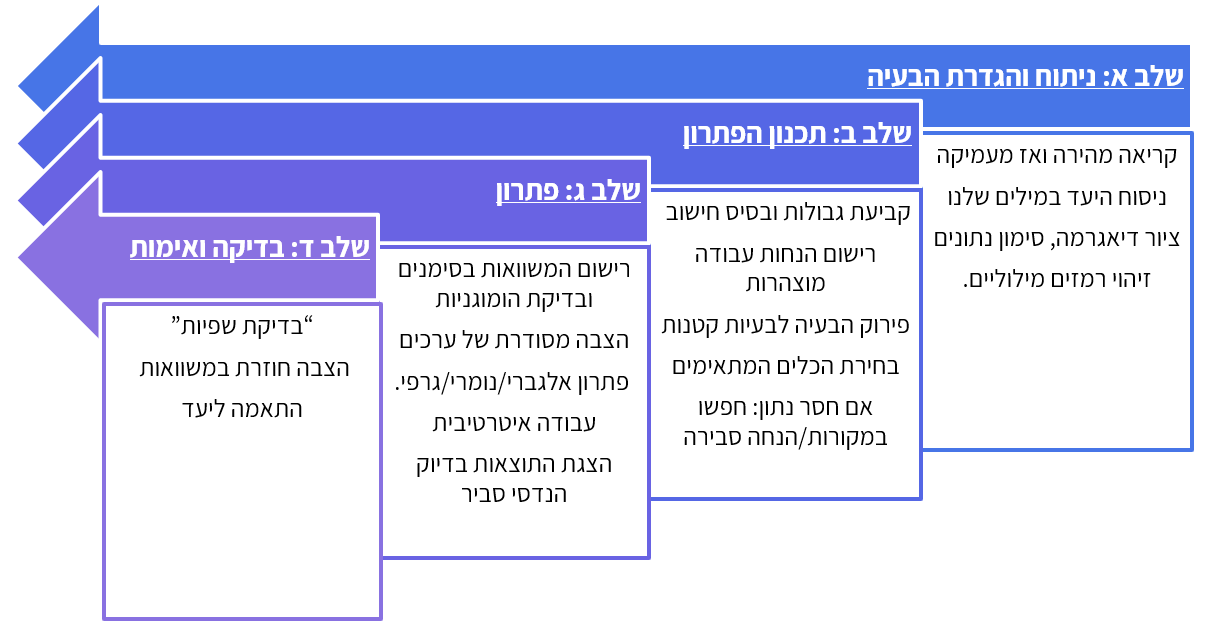 שלב א: ניתוח והגדרת הבעיה
קריאה מהירה ואז מעמיקה
ניסוח היעד במילים שלנו
ציור דיאגרמה, סימון נתונים
זיהוי רמזים מילוליים.
שלב ב: תכנון הפתרון
קביעת גבולות ובסיס חישוב
רישום הנחות עבודה
מוצהרות
פירוק הבעיה לבעיות קטנות
בחירת הכלים המתאימים
אם חסר נתון: חפשו
במקורות/הנחה סבירה
שלב ג: פתרון
רישום המשוואות בסימנים
ובדיקת הומוגניות
הצבה מסודרת של ערכים
פתרון אלגברי/נומרי/גרפי.
עבודה איטרטיבית
הצגת התוצאות בדיוק
הנדסי סביר
שלב ד: בדיקה ואימות
“בדיקת שפיות”
הצבה חוזרת במשוואות
התאמה ליעד